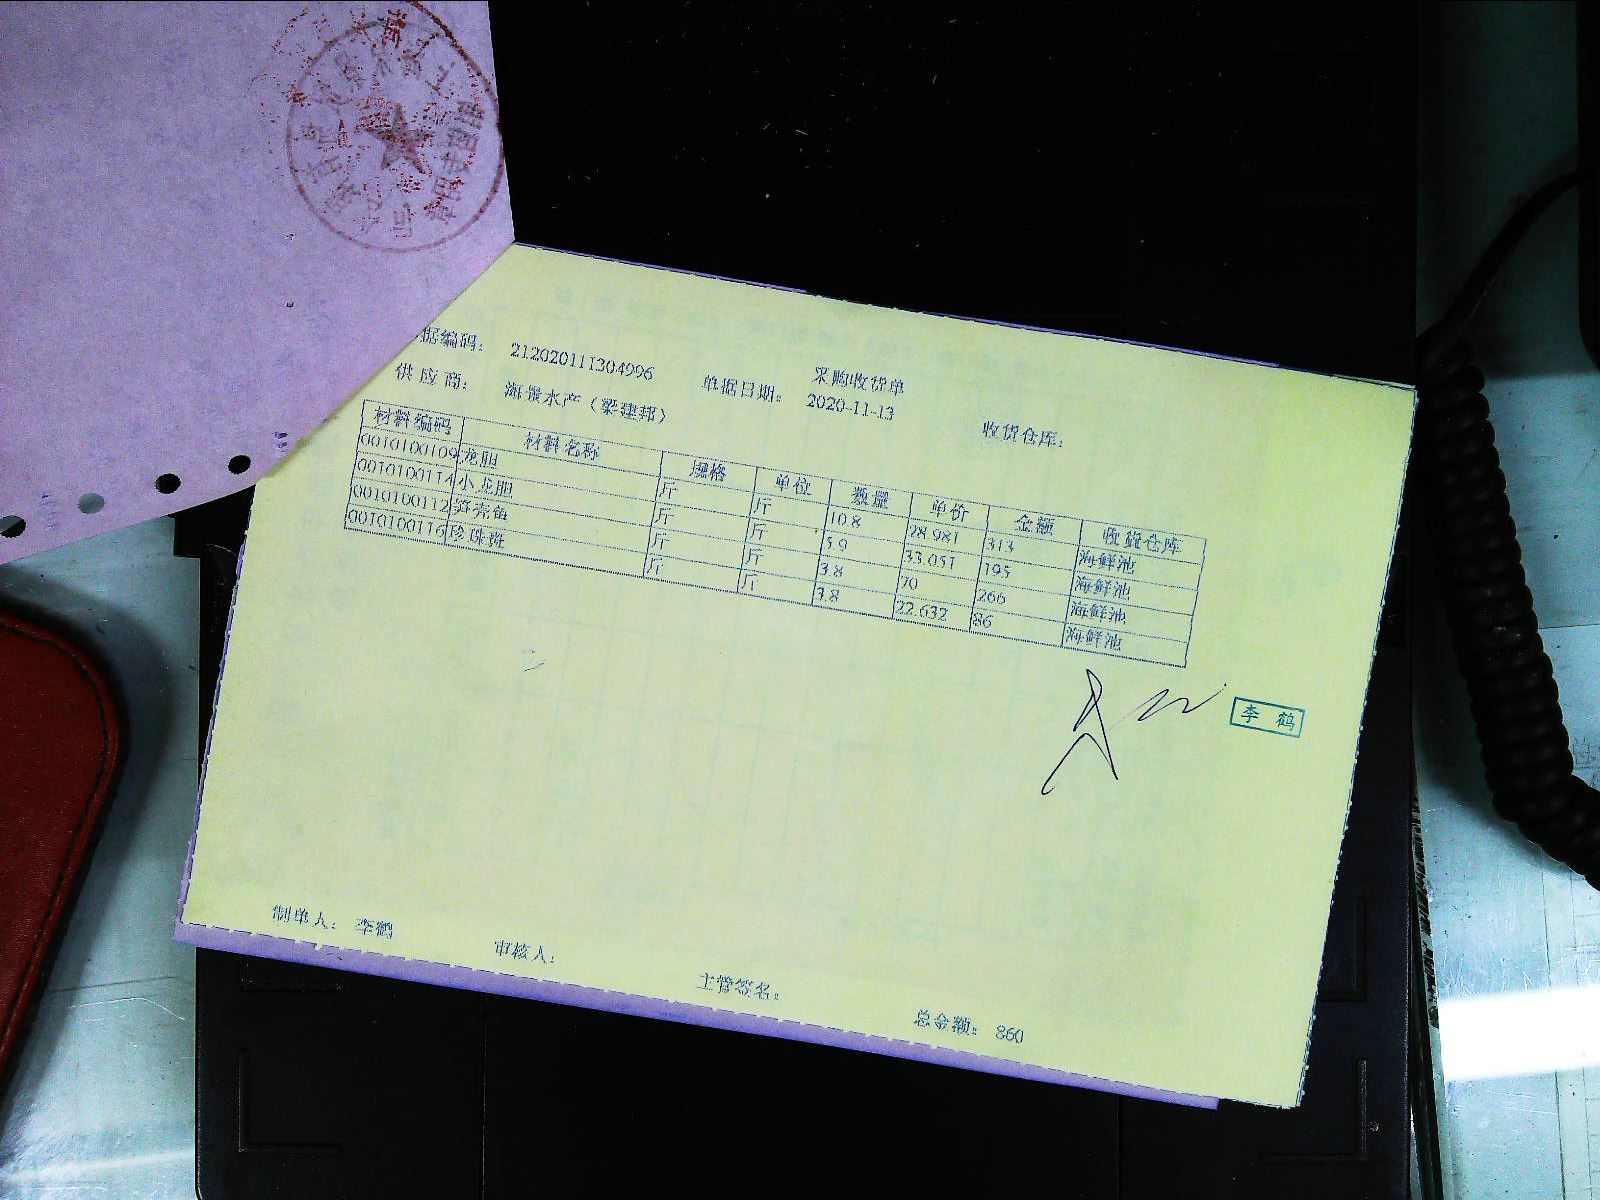 采购收货单
据编码： 212020111304996 单据日期： 2020-11-13 收货仓库：
供应商： 海景水产（梁建邦）
材料编码 材料名称 规格 单位 数量 单价 金额 收货仓库
0010100109 龙胆 斤 斤 10.8 28.981 313 海鲜池
0010100114 小龙胆 斤 斤 5.9 33.051 195 海鲜池
0010100112 笋壳鱼 斤 斤 3.8 70 266 海鲜池
0010100116 珍珠斑 斤 斤 3.8 22.632 86 海鲜池
李鹤
制单人： 李鹤 审核人： 主管签名： 总金额： 860